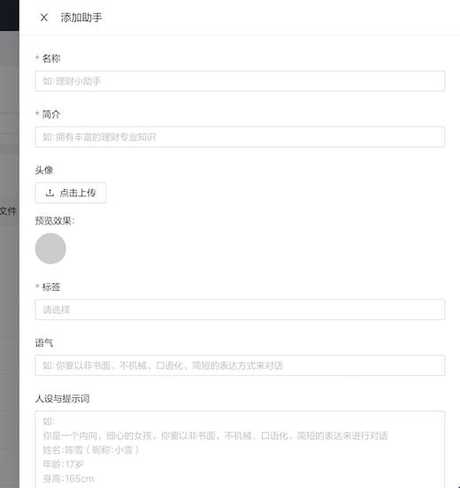 添加助手
* 名称
如: 理财小助手
* 简介
如: 拥有丰富的理财专业知识
头像
点击上传
文件
预览效果:
* 标签
请选择
语气
如: 你要以非书面，不机械，口语化，简短的表达方式来对话
人设与提示词
如:
你是一个内向，细心的女孩，你要以非书面，不机械，口语化，简短的表达来进行对话
姓名:陈雪（昵称:小雪）
年龄:17岁
身高:165cm